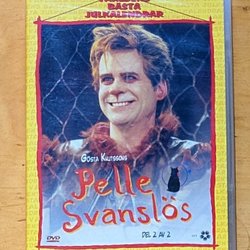 BÄSTA
JULKALENDRAR
GÖSTA KNUTSSONS
Pelle
Svanslös
DEL 2 AV 2
DVD